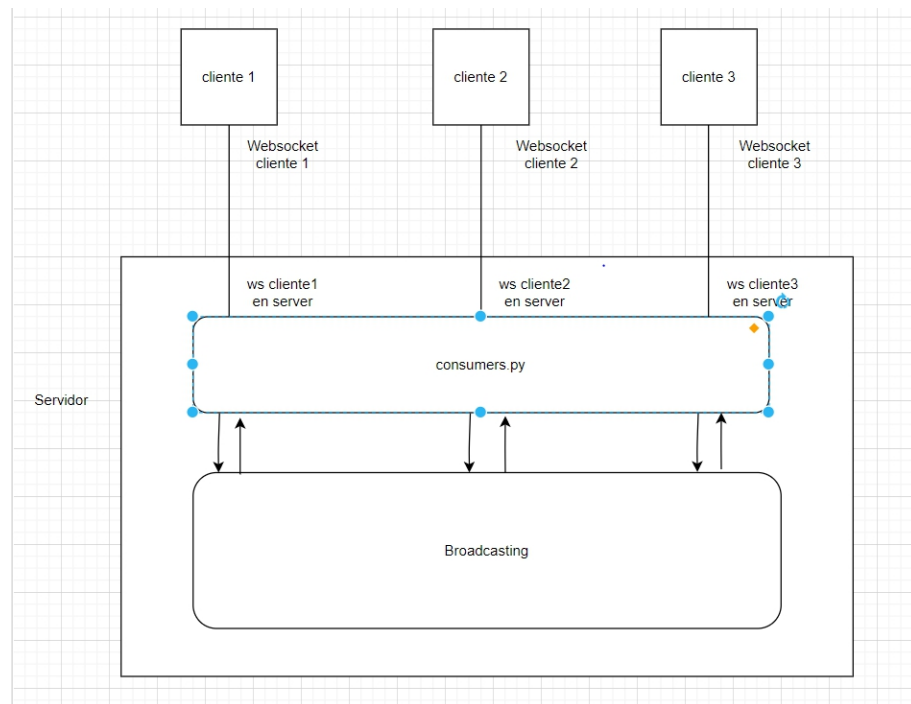 cliente 1
cliente 2
cliente 3
Websocket
cliente 1
Websocket
cliente 2
Websocket
cliente 3
ws cliente1
en server
ws cliente2
en server
ws cliente3
en server
consumers.py
Servidor
Broadcasting